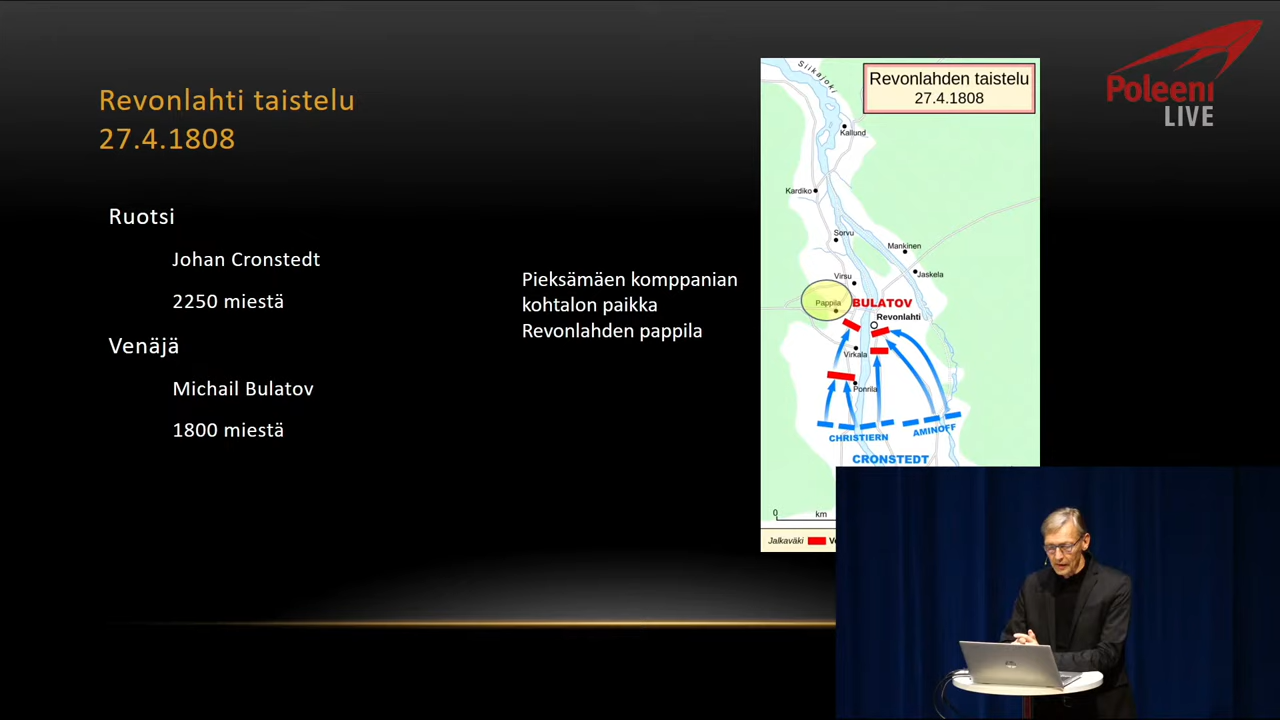 Revonlahti taistelu
27.4.1808
Ruotsi
Johan Cronstedt
2250 miestä
Venäjä
Michail Bulatov
1800 miestä
Pieksämäen komppanian
kohtalon paikka
Revonlahden pappila
Revonlahden taistelu
27.4.1808
Siikajoki
Kallund
Kardiko
Sorvu
Mankinen
Jaskela
Virsu
Pappila
BULATOV
Revonlahti
Virkala
Ponrila
CHRISTIERN
AMINOFF
CRONSTEDT
0 km
Jalkaväki
Poleeni
LIVE